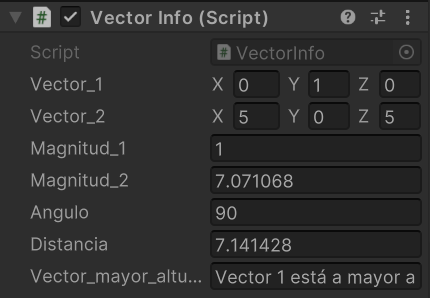 # Vector Info (Script)
Script # VectorInfo
Vector_1 X 0 Y 1 Z 0
Vector_2 X 5 Y 0 Z 5
Magnitud_1 1
Magnitud_2 7.071068
Angulo 90
Distancia 7.141428
Vector_mayor_altu... Vector 1 está a mayor a